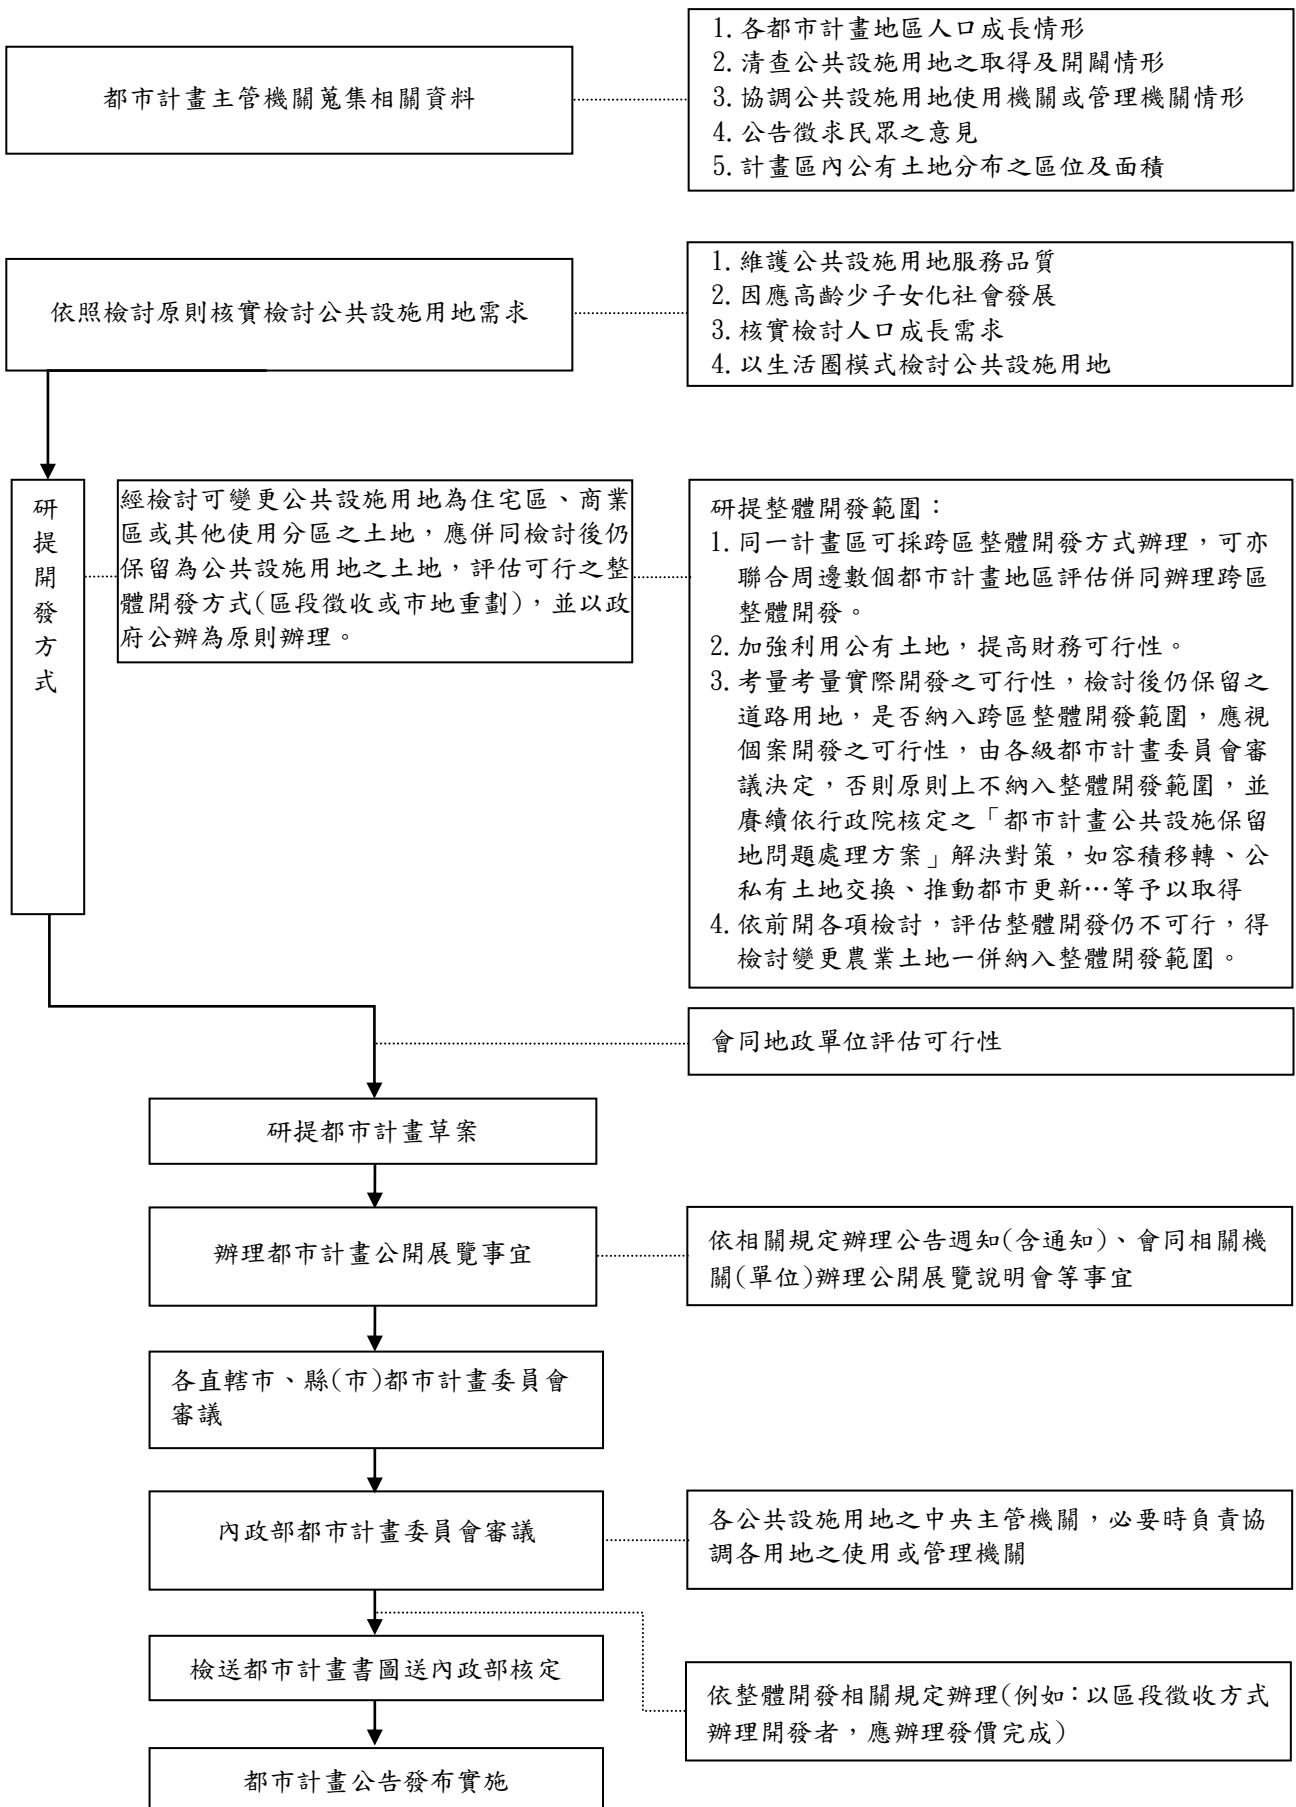 都市計畫主管機關蒐集相關資料
1.各都市計畫地區人口成長情形
2.清查公共設施用地之取得及開闢情形
3.協調公共設施用地使用機關或管理機關情形
4.公告徵求民眾之意見
5.計畫區內公有土地分布之區位及面積
依照檢討原則核實檢討公共設施用地需求
1.維護公共設施用地服務品質
2.因應高齡少子女化社會發展
3.核實檢討人口成長需求
4.以生活圈模式檢討公共設施用地
研
提
開
發
方
式
經檢討可變更公共設施用地為住宅區、商業
區或其他使用分區之土地，應併同檢討後仍
保留為公共設施用地之土地，評估可行之整
體開發方式(區段徵收或市地重劃)，並以政
府公辦為原則辦理。
研提整體開發範圍：
1.同一計畫區可採跨區整體開發方式辦理，可亦
聯合周邊數個都市計畫地區評估併同辦理跨區
整體開發。
2.加強利用公有土地，提高財務可行性。
3.考量考量實際開發之可行性，檢討後仍保留之
道路用地，是否納入跨區整體開發範圍，應視
個案開發之可行性，由各級都市計畫委員會審
議決定，否則原則上不納入整體開發範圍，並
賡續依行政院核定之「都市計畫公共設施保留
地問題處理方案」解決對策，如容積移轉、公
私有土地交換、推動都市更新…等予以取得
4.依前開各項檢討，評估整體開發仍不可行，得
檢討變更農業土地一併納入整體開發範圍。
會同地政單位評估可行性
研提都市計畫草案
辦理都市計畫公開展覽事宜
依相關規定辦理公告週知(含通知)、會同相關機
關(單位)辦理公開展覽說明會等事宜
各直轄市、縣(市)都市計畫委員會
審議
內政部都市計畫委員會審議
各公共設施用地之中央主管機關，必要時負責協
調各用地之使用或管理機關
檢送都市計畫書圖送內政部核定
依整體開發相關規定辦理(例如：以區段徵收方式
辦理開發者，應辦理發價完成)
都市計畫公告發布實施